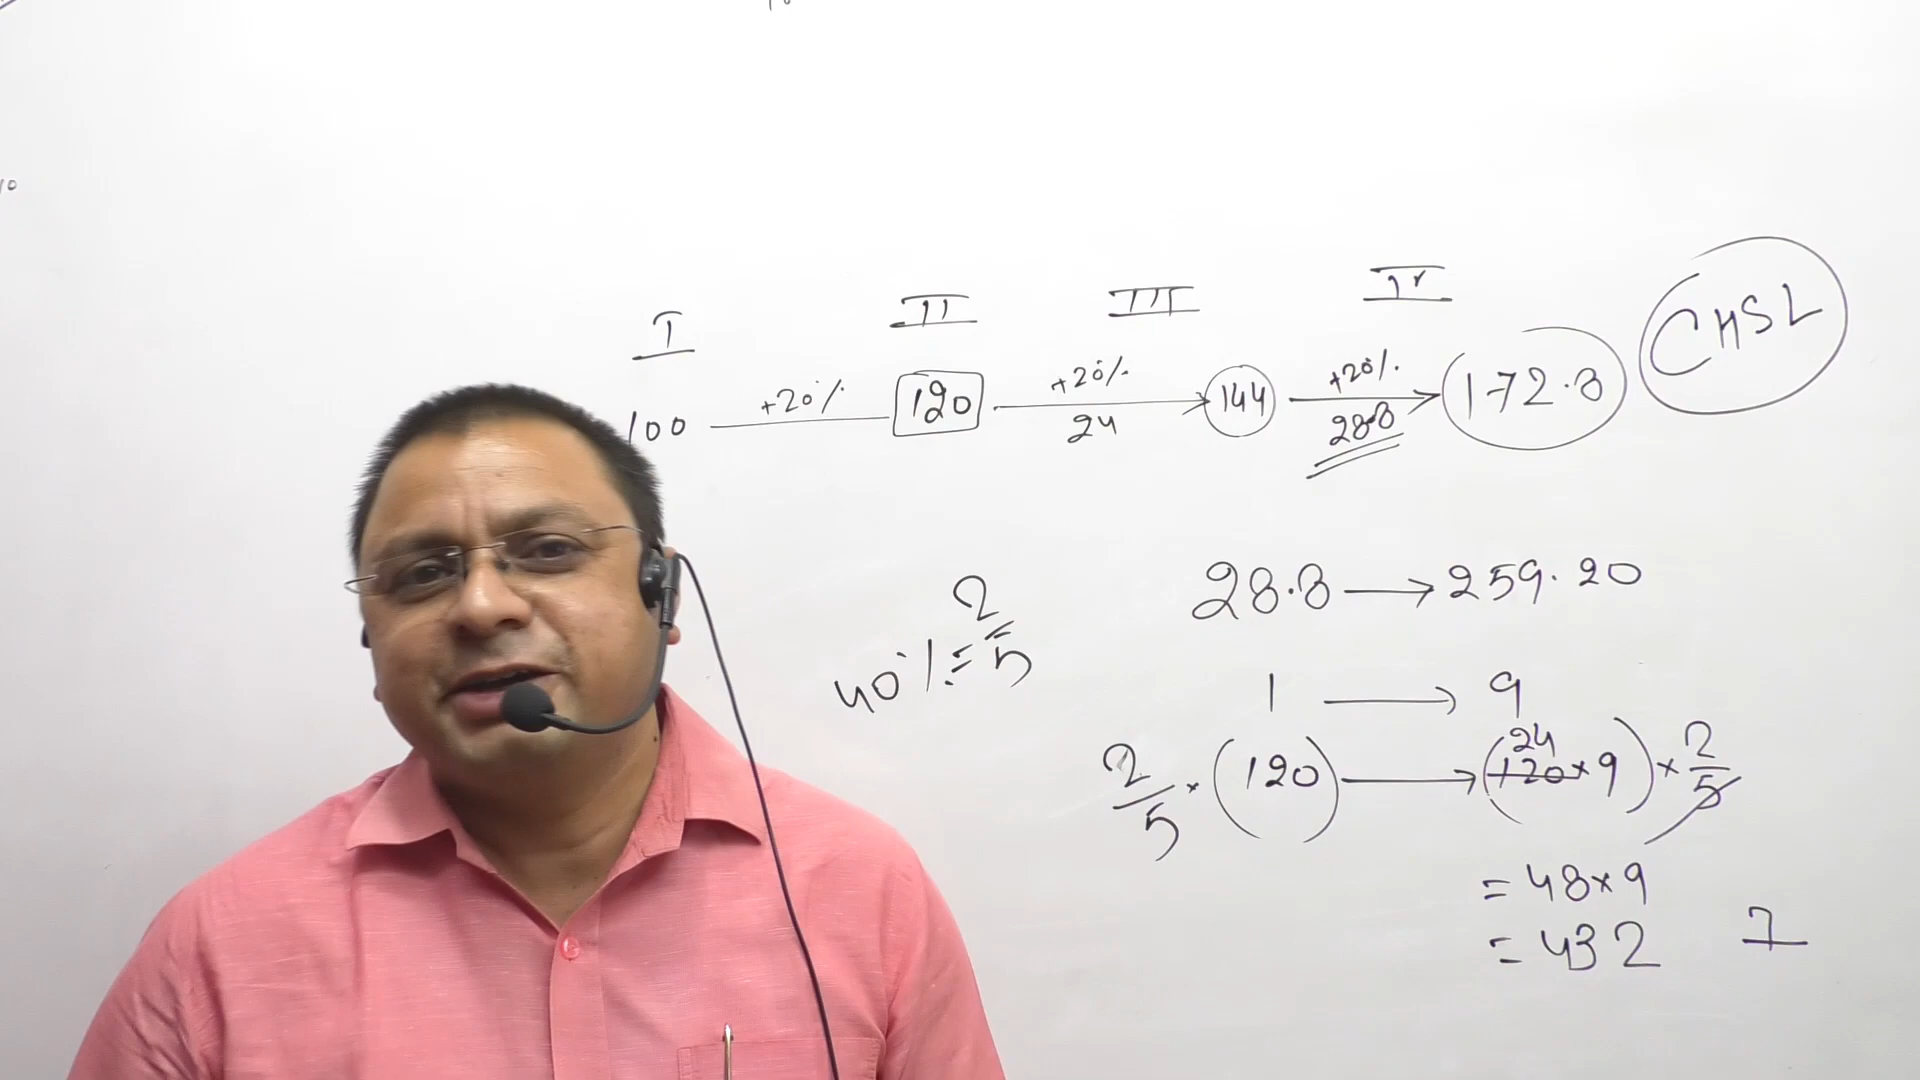 I II III IV
100 +20% 120 +20% 144 +20% 172.8 CHSL
24 28.8
28.8 → 259.20
40% = 2/5
1 → 9
2/5 × (120) → (120 × 9) × 2/5
24
= 48 × 9
= 432